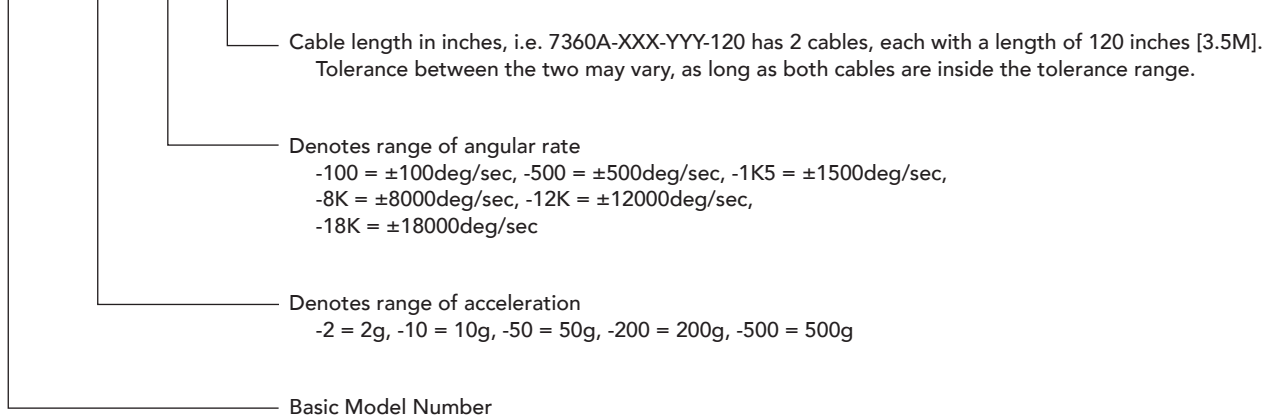 Cable length in inches, i.e. 7360A-XXX-YYY-120 has 2 cables, each with a length of 120 inches [3.5M].
Tolerance between the two may vary, as long as both cables are inside the tolerance range.
Denotes range of angular rate
-100 = ±100deg/sec, -500 = ±500deg/sec, -1K5 = ±1500deg/sec,
-8K = ±8000deg/sec, -12K = ±12000deg/sec,
-18K = ±18000deg/sec
Denotes range of acceleration
-2 = 2g, -10 = 10g, -50 = 50g, -200 = 200g, -500 = 500g
Basic Model Number